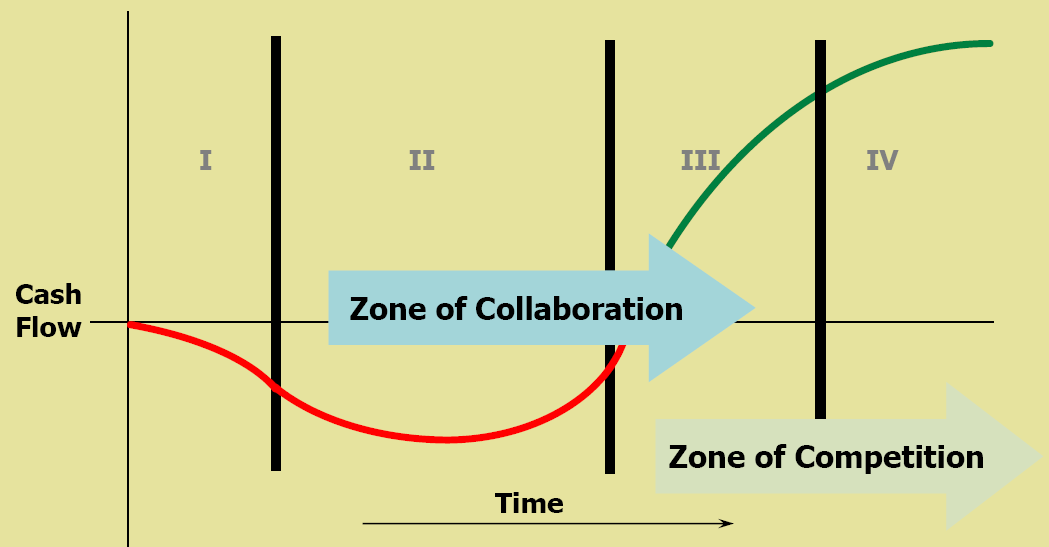 I
II
III
IV
Cash
Flow
Zone of Collaboration
Zone of Competition
Time